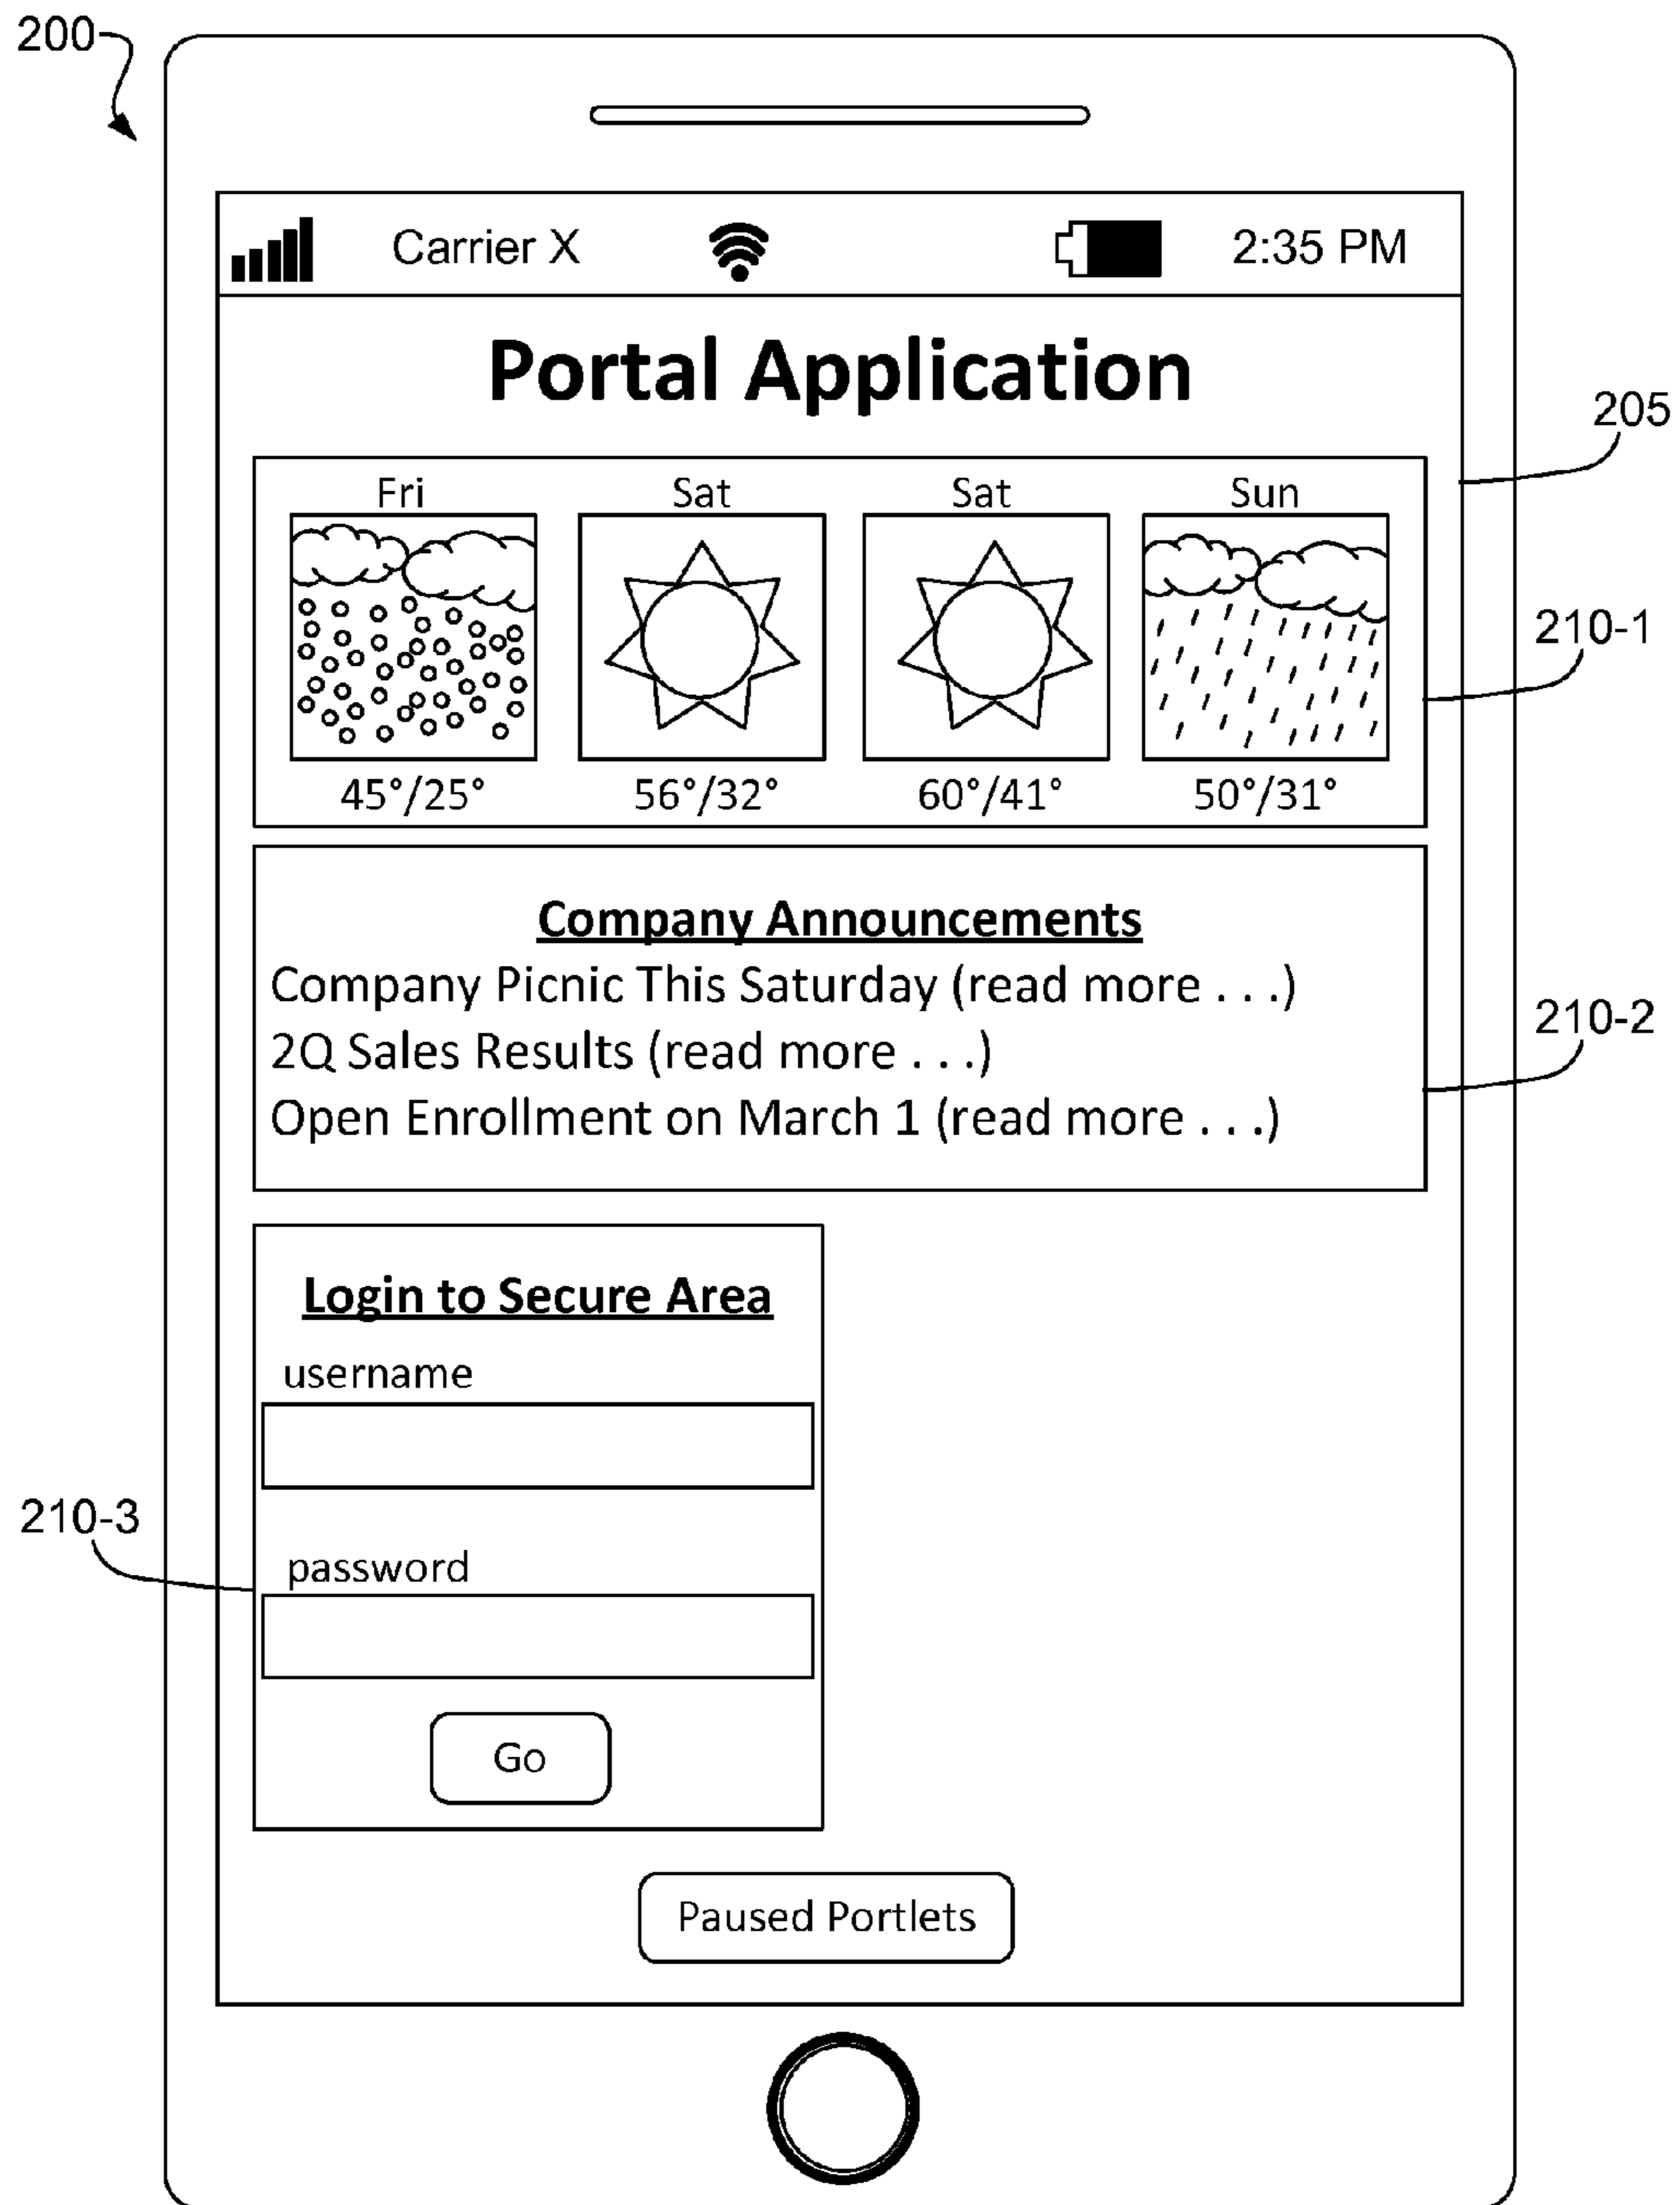 200
Carrier X 2:35 PM
Portal Application
205
Fri Sat Sat Sun
210-1
45°/25° 56°/32° 60°/41° 50°/31°
Company Announcements
Company Picnic This Saturday (read more . . .)
210-2
2Q Sales Results (read more . . .)
Open Enrollment on March 1 (read more . . .)
Login to Secure Area
username
210-3
password
Go
Paused Portlets